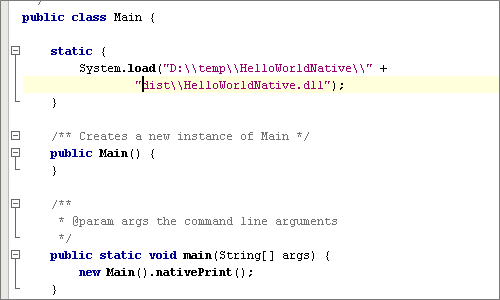 */
public class Main {
static {
System.load("D:\\temp\\HelloWorldNative\\" +
"dist\\HelloWorldNative.dll");
}
/** Creates a new instance of Main */
public Main() {
}
/**
* @param args the command line arguments
*/
public static void main(String[] args) {
new Main().nativePrint();
}